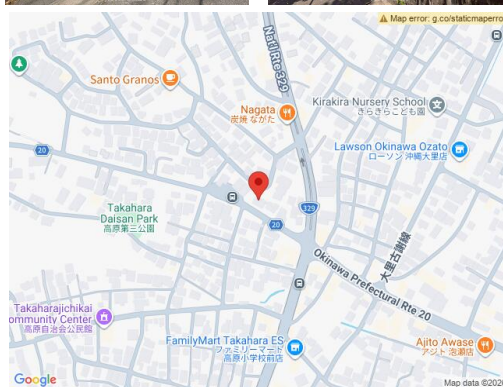 Map error: g.co/staticmaperro
Nat'l Rte 329
Santo Granos
Nagata
炭焼 ながた
Kirakira Nursery School
きらきらこども園
Lawson Okinawa Ozato
ローソン 沖縄大里店
20
Takahara
Daisan Park
高原第三公園
20
329
Okinawa Prefectural Rte 20
大里古謝線
Takaharajichikai
ommunity Center
高原自治会公民館
FamilyMart Takahara ES
ファミリーマート
高原小学校前店
Ajito Awase
アジト 泡瀬店
Google
Map data ©202